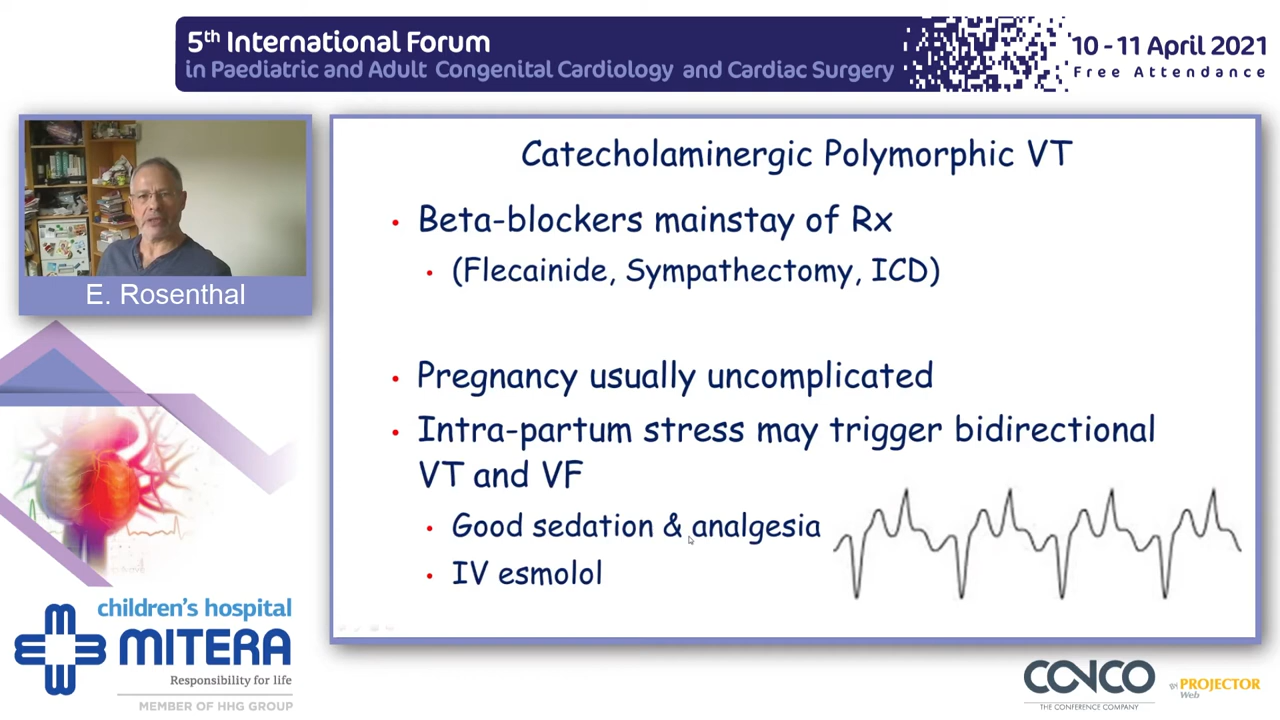 5th International Forum
in Paediatric and Adult Congenital Cardiology and Cardiac Surgery
10 - 11 April 2021
Free Attendance
E. Rosenthal
Catecholaminergic Polymorphic VT
• Beta-blockers mainstay of Rx
• (Flecainide, Sympathectomy, ICD)
• Pregnancy usually uncomplicated
• Intra-partum stress may trigger bidirectional
VT and VF
• Good sedation & analgesia
• IV esmolol
children's hospital
MITERA
Responsibility for life
MEMBER OF HHG GROUP
CONCO
THE CONFERENCE COMPANY
PROJECTOR
Web